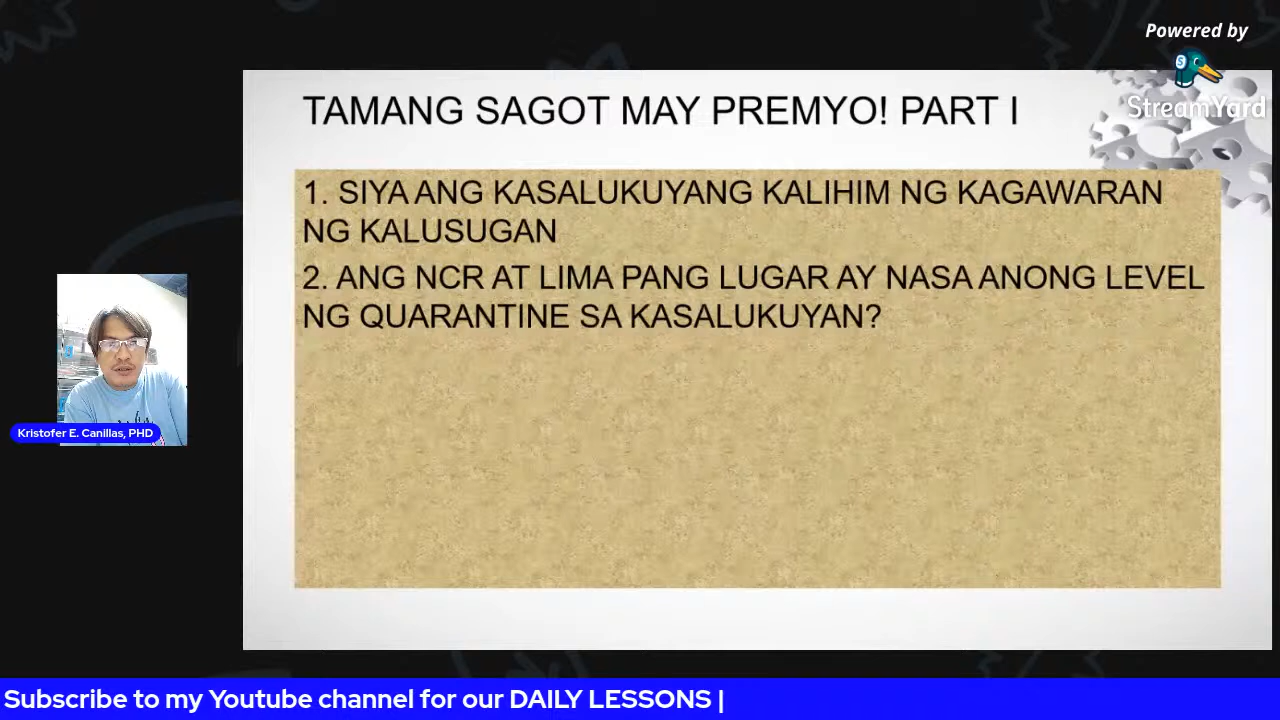 Powered by
StreamYard
TAMANG SAGOT MAY PREMYO! PART I
1. SIYA ANG KASALUKUYANG KALIHIM NG KAGAWARAN
NG KALUSUGAN
2. ANG NCR AT LIMA PANG LUGAR AY NASA ANONG LEVEL
NG QUARANTINE SA KASALUKUYAN?
Kristofer E. Canillas, PHD
Subscribe to my Youtube channel for our DAILY LESSONS |